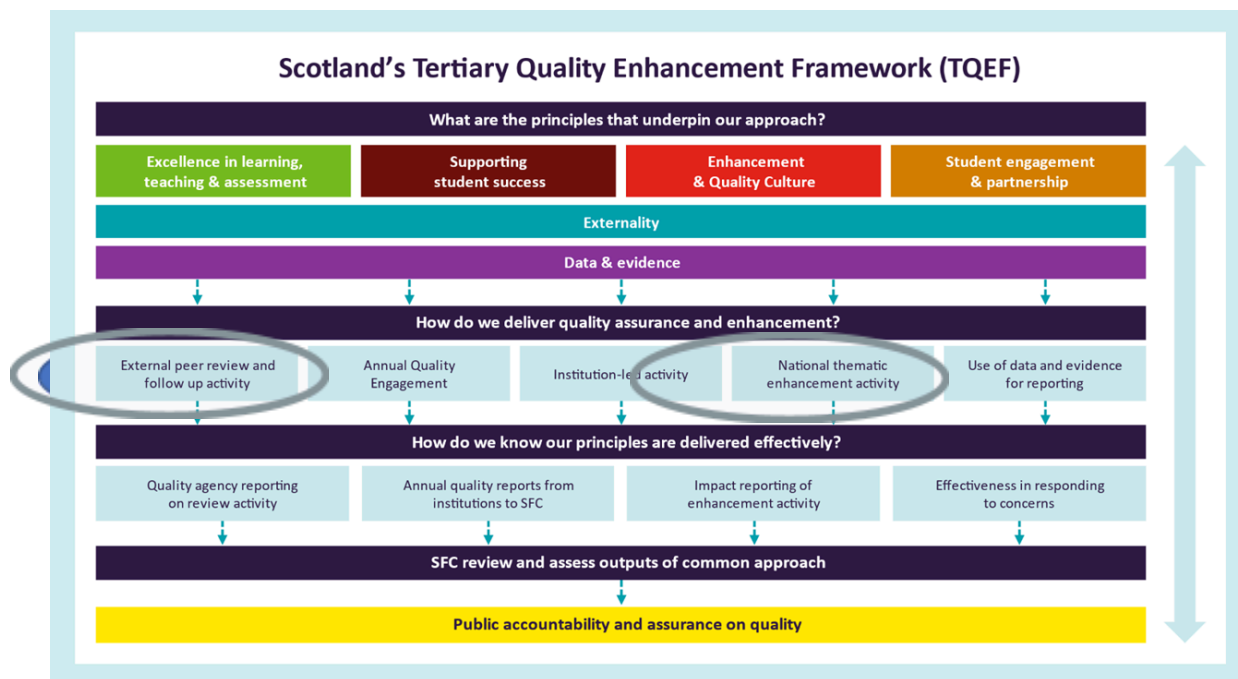 Scotland's Tertiary Quality Enhancement Framework (TQEF)
What are the principles that underpin our approach?
Excellence in learning,
teaching & assessment
Supporting
student success
Enhancement
& Quality Culture
Student engagement
& partnership
Externality
Data & evidence
How do we deliver quality assurance and enhancement?
External peer review and
follow up activity
Annual Quality
Engagement
Institution-led activity
National thematic
enhancement activity
Use of data and evidence
for reporting
How do we know our principles are delivered effectively?
Quality agency reporting
on review activity
Annual quality reports from
institutions to SFC
Impact reporting of
enhancement activity
Effectiveness in responding
to concerns
SFC review and assess outputs of common approach
Public accountability and assurance on quality